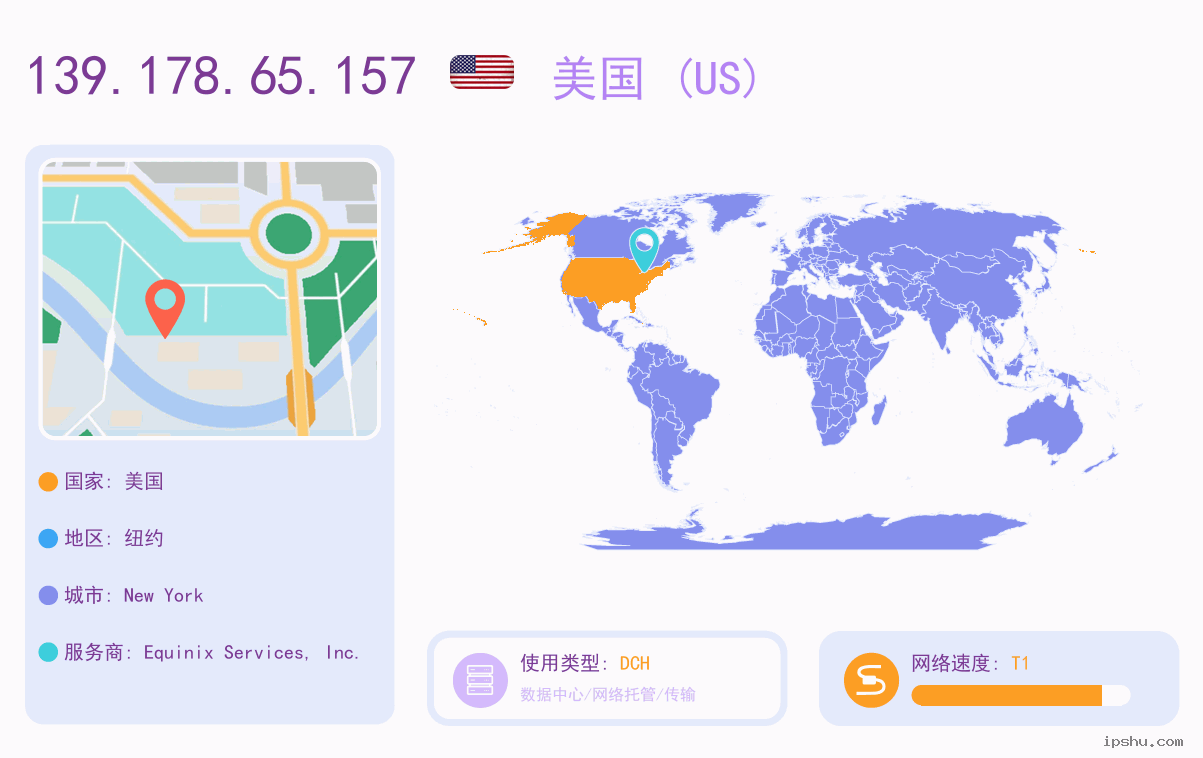 139.178.65.157 美国 (US)
国家: 美国
地区: 纽约
城市: New York
服务商: Equinix Services, Inc.
使用类型: DCH
数据中心/网络托管/传输
网络速度: T1
ipshu.com